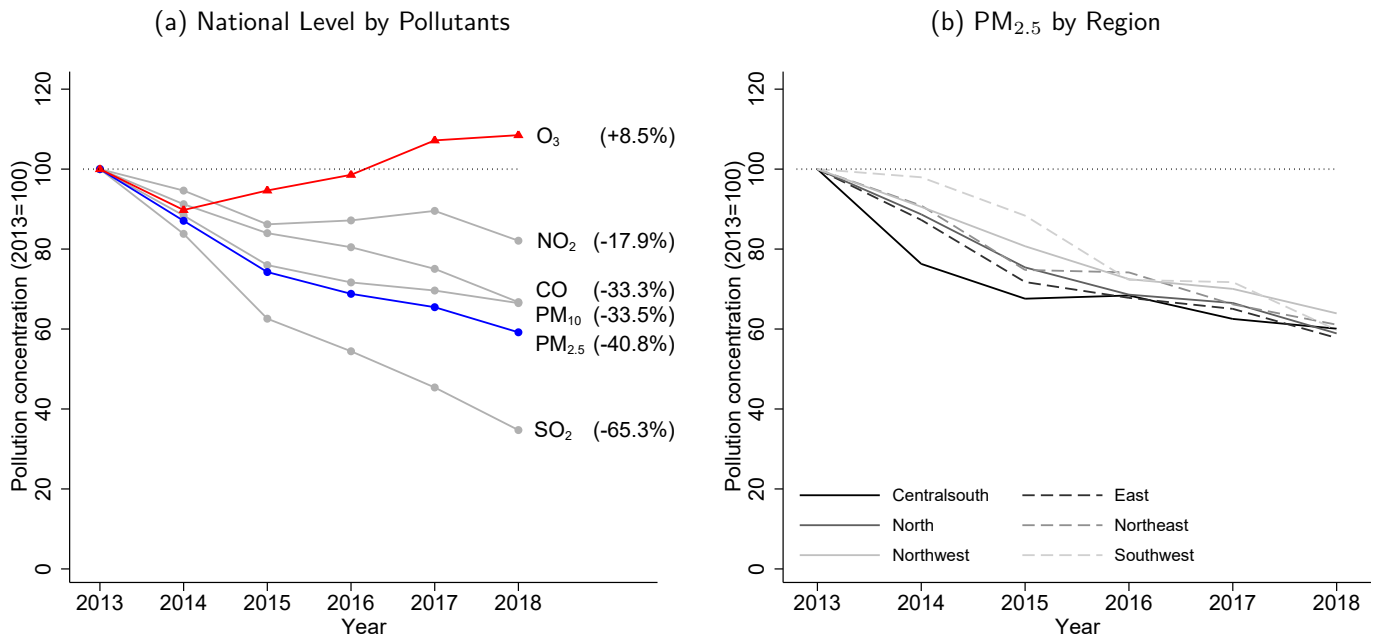 (a) National Level by Pollutants
Pollution concentration (2013=100)
120
100
80
60
40
20
0
O₃ (+8.5%)
NO₂ (-17.9%)
CO (-33.3%)
PM₁₀ (-33.5%)
PM₂.₅ (-40.8%)
SO₂ (-65.3%)
2013 2014 2015 2016 2017 2018
Year
(b) PM₂.₅ by Region
Pollution concentration (2013=100)
120
100
80
60
40
20
0
Centralsouth East
North Northeast
Northwest Southwest
2013 2014 2015 2016 2017 2018
Year